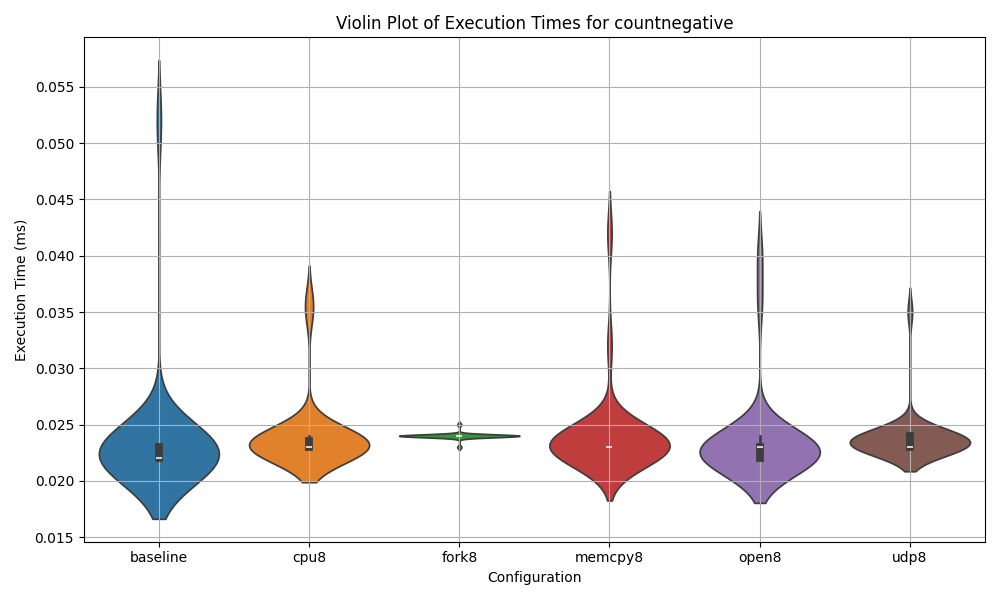 Violin Plot of Execution Times for countnegative
Execution Time (ms)
0.055
0.050
0.045
0.040
0.035
0.030
0.025
0.020
0.015
baseline cpu8 fork8 memcpy8 open8 udp8
Configuration